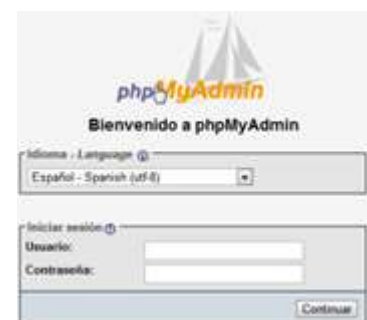 phpMyAdmin
Bienvenido a phpMyAdmin
Idioma - Language
Español - Spanish (utf-8)
Iniciar sesión
Usuario:
Contraseña:
Continuar